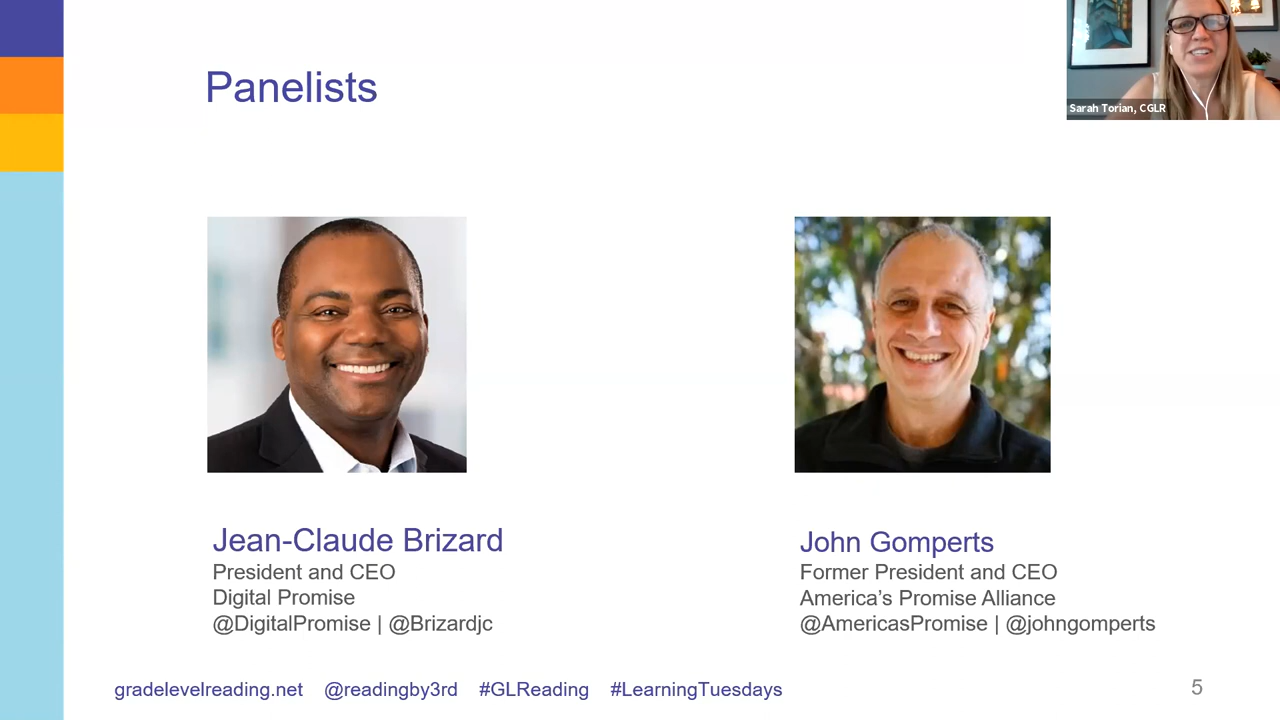 Panelists
Sarah Torian, CGLR
Jean-Claude Brizard
President and CEO
Digital Promise
@DigitalPromise | @Brizardjc
John Gomperts
Former President and CEO
America’s Promise Alliance
@AmericasPromise | @johngomperts
gradelevelreading.net @readingby3rd #GLReading #LearningTuesdays
5